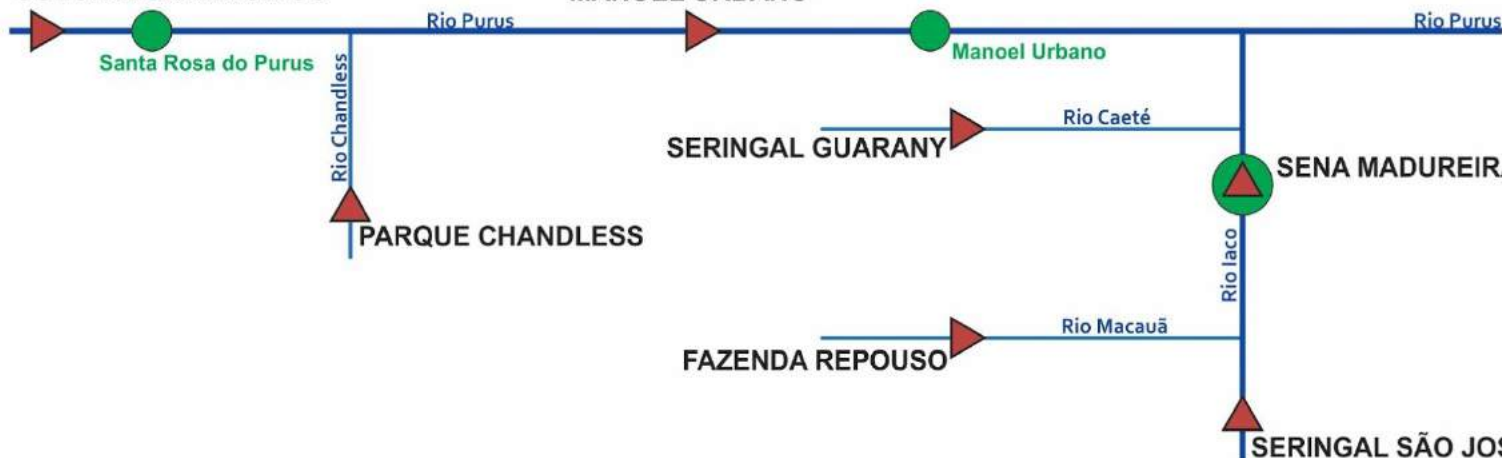 Rio Purus
Rio Purus
Santa Rosa do Purus
Manoel Urbano
Rio Chandless
Rio Caeté
SERINGAL GUARANY
SENA MADUREIRA
PARQUE CHANDLESS
Rio Iaco
Rio Macauã
FAZENDA REPOUSO
SERINGAL SÃO JOS